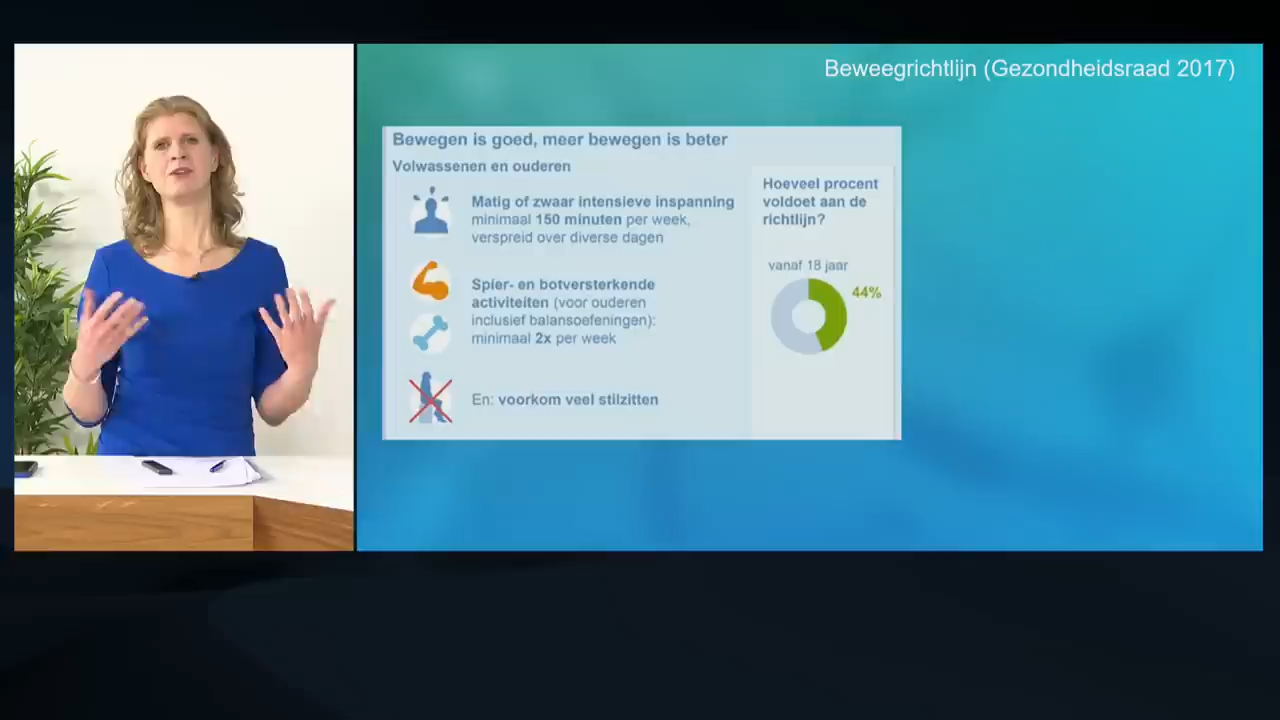 Beweegrichtlijn (Gezondheidsraad 2017)
Bewegen is goed, meer bewegen is beter
Volwassenen en ouderen
Matig of zwaar intensieve inspanning
minimaal 150 minuten per week,
verspreid over diverse dagen
Spier- en botversterkende
activiteiten (voor ouderen
inclusief balansoefeningen):
minimaal 2x per week
En: voorkom veel stilzitten
Hoeveel procent
voldoet aan de
richtlijn?
vanaf 18 jaar
44%